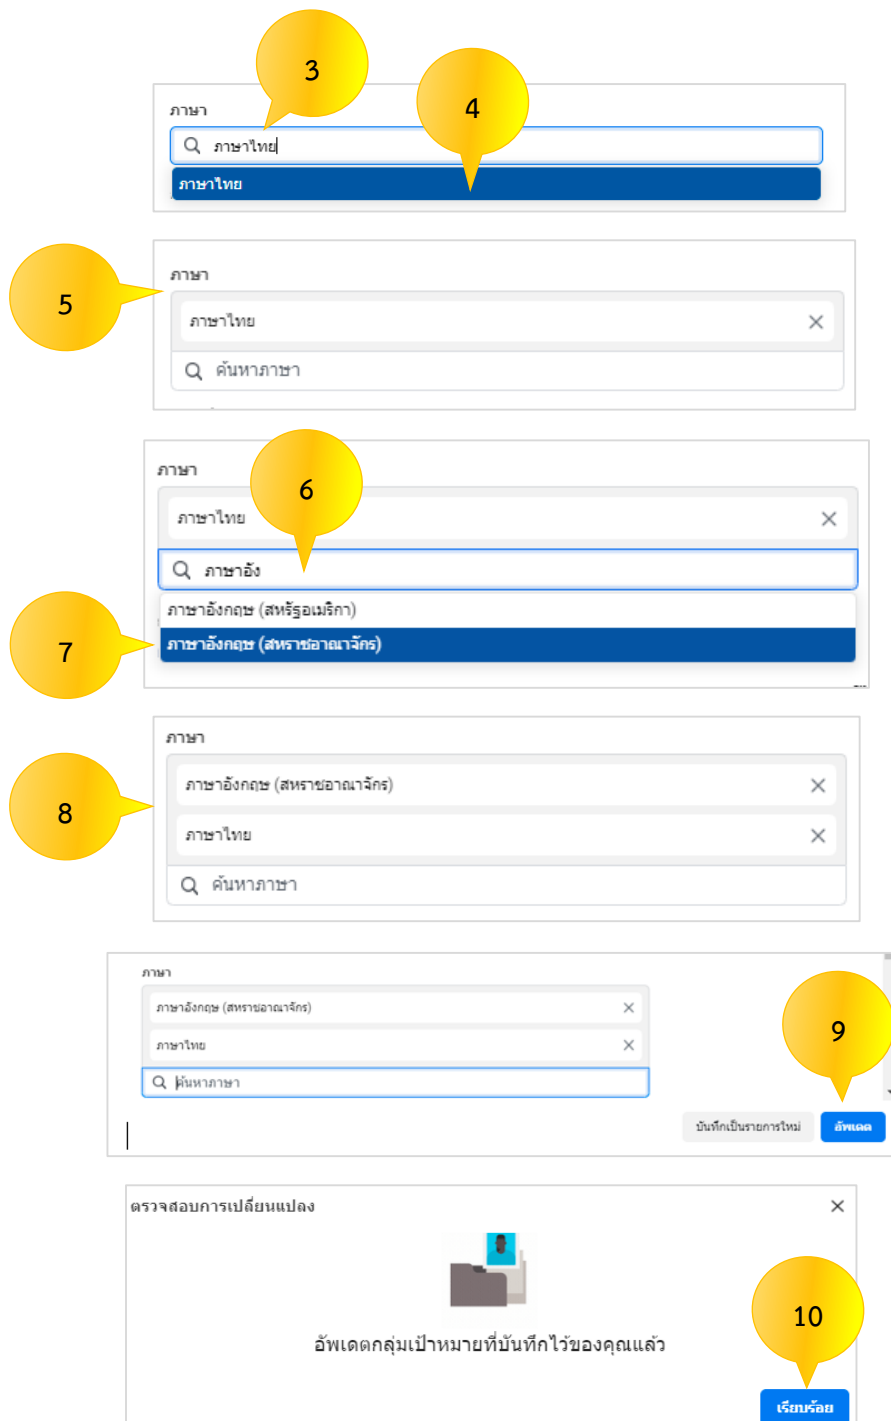 3
4
ภาษา
ภาษาไทย
ภาษาไทย
5
ภาษา
ภาษาไทย
ค้นหาภาษา
6
ภาษา
ภาษาไทย
ภาษาอัง
ภาษาอังกฤษ (สหรัฐอเมริกา)
7
ภาษาอังกฤษ (สหราชอาณาจักร)
8
ภาษา
ภาษาอังกฤษ (สหราชอาณาจักร)
ภาษาไทย
ค้นหาภาษา
9
ภาษา
ภาษาอังกฤษ (สหราชอาณาจักร)
ภาษาไทย
ค้นหาภาษา
บันทึกเป็นรายการใหม่ อัพเดต
ตรวจสอบการเปลี่ยนแปลง
10
อัพเดตกลุ่มเป้าหมายที่บันทึกไว้ของคุณแล้ว
เรียบร้อย